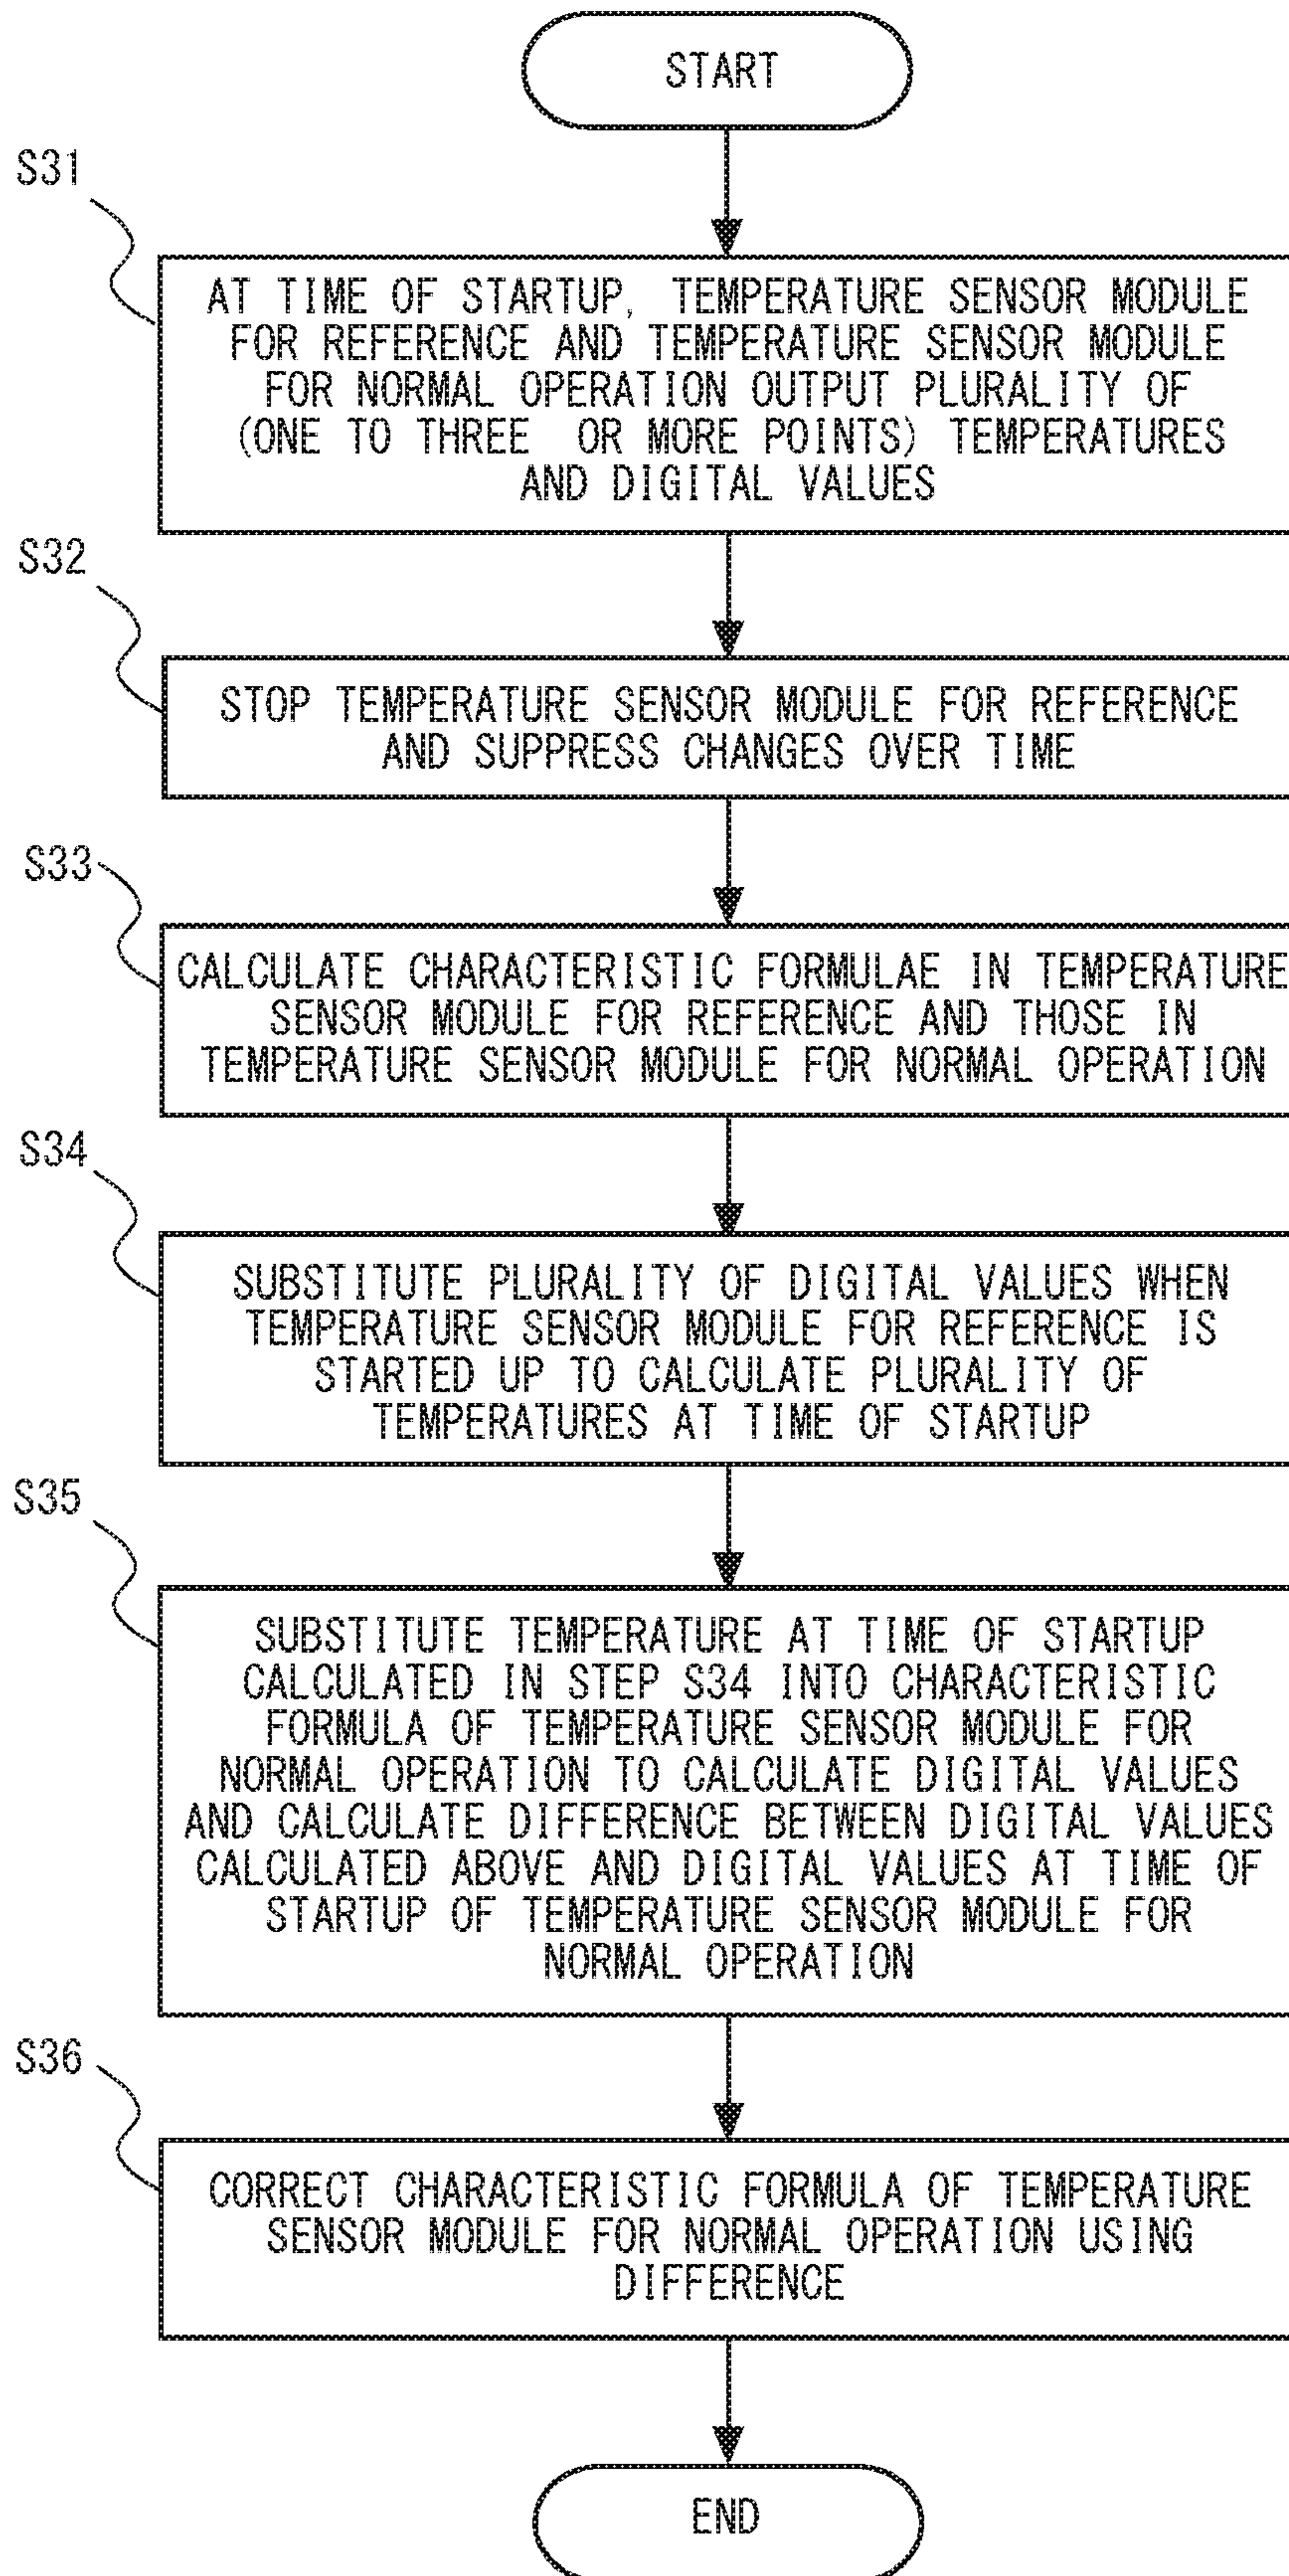 START
S31
AT TIME OF STARTUP, TEMPERATURE SENSOR MODULE
FOR REFERENCE AND TEMPERATURE SENSOR MODULE
FOR NORMAL OPERATION OUTPUT PLURALITY OF
(ONE TO THREE OR MORE POINTS) TEMPERATURES
AND DIGITAL VALUES
S32
STOP TEMPERATURE SENSOR MODULE FOR REFERENCE
AND SUPPRESS CHANGES OVER TIME
S33
CALCULATE CHARACTERISTIC FORMULAE IN TEMPERATURE
SENSOR MODULE FOR REFERENCE AND THOSE IN
TEMPERATURE SENSOR MODULE FOR NORMAL OPERATION
S34
SUBSTITUTE PLURALITY OF DIGITAL VALUES WHEN
TEMPERATURE SENSOR MODULE FOR REFERENCE IS
STARTED UP TO CALCULATE PLURALITY OF
TEMPERATURES AT TIME OF STARTUP
S35
SUBSTITUTE TEMPERATURE AT TIME OF STARTUP
CALCULATED IN STEP S34 INTO CHARACTERISTIC
FORMULA OF TEMPERATURE SENSOR MODULE FOR
NORMAL OPERATION TO CALCULATE DIGITAL VALUES
AND CALCULATE DIFFERENCE BETWEEN DIGITAL VALUES
CALCULATED ABOVE AND DIGITAL VALUES AT TIME OF
STARTUP OF TEMPERATURE SENSOR MODULE FOR
NORMAL OPERATION
S36
CORRECT CHARACTERISTIC FORMULA OF TEMPERATURE
SENSOR MODULE FOR NORMAL OPERATION USING
DIFFERENCE
END